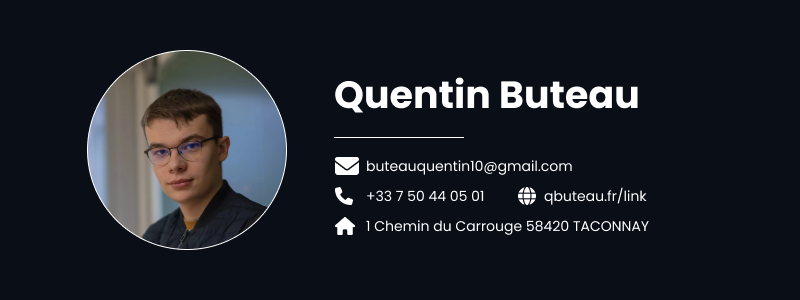 Quentin Buteau
buteauquentin10@gmail.com
+33 7 50 44 05 01 qbuteau.fr/link
1 Chemin du Carrouge 58420 TACONNAY